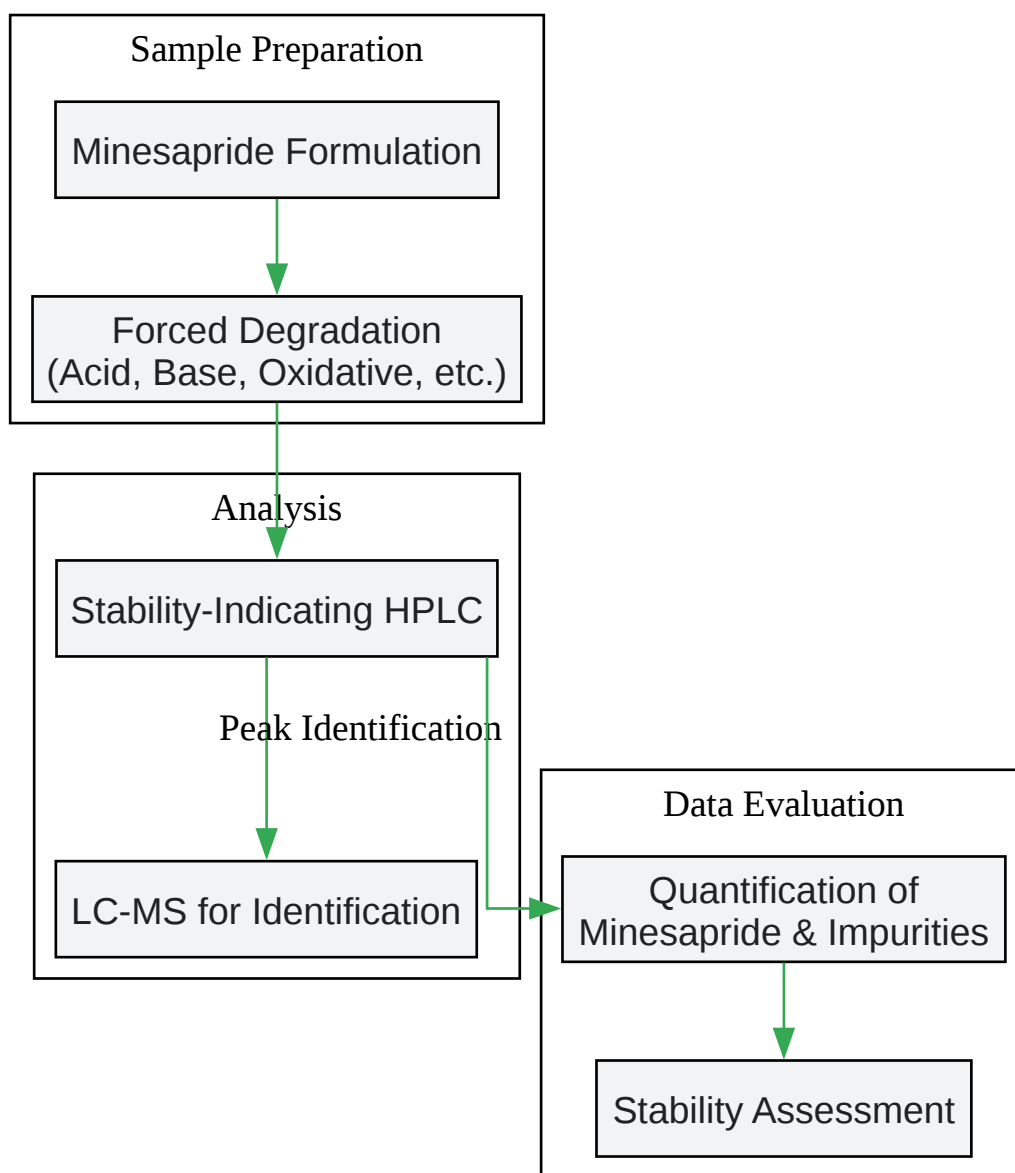 Sample Preparation
Minesapride Formulation
Forced Degradation
(Acid, Base, Oxidative, etc.)
Analysis
Stability-Indicating HPLC
Peak Identification
LC-MS for Identification
Data Evaluation
Quantification of
Minesapride & Impurities
Stability Assessment